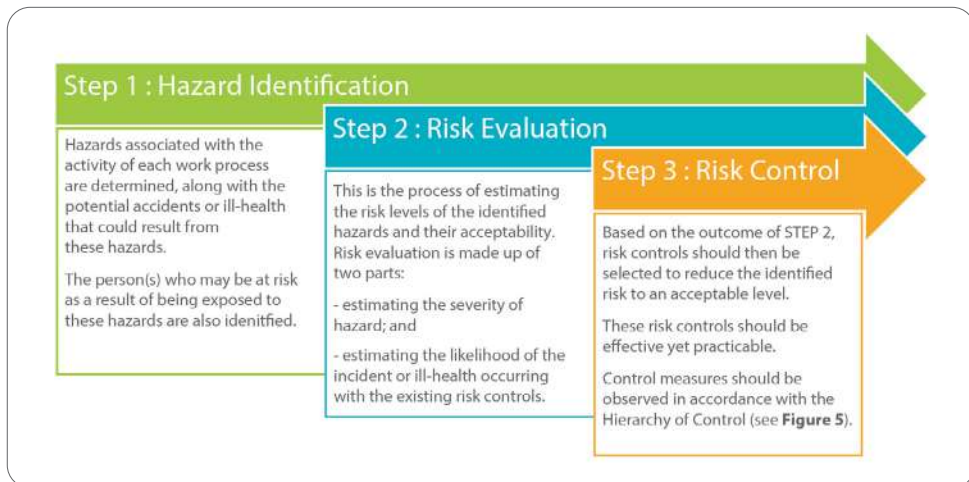 Step 1 : Hazard Identification
Hazards associated with the
activity of each work process
are determined, along with the
potential accidents or ill-health
that could result from
these hazards.
The person(s) who may be at risk
as a result of being exposed to
these hazards are also idenitfied.
Step 2 : Risk Evaluation
This is the process of estimating
the risk levels of the identified
hazards and their acceptability.
Risk evaluation is made up of
two parts:
- estimating the severity of
hazard; and
- estimating the likelihood of the
incident or ill-health occurring
with the existing risk controls.
Step 3 : Risk Control
Based on the outcome of STEP 2,
risk controls should then be
selected to reduce the identified
risk to an acceptable level.
These risk controls should be
effective yet practicable.
Control measures should be
observed in accordance with the
Hierarchy of Control (see Figure 5).